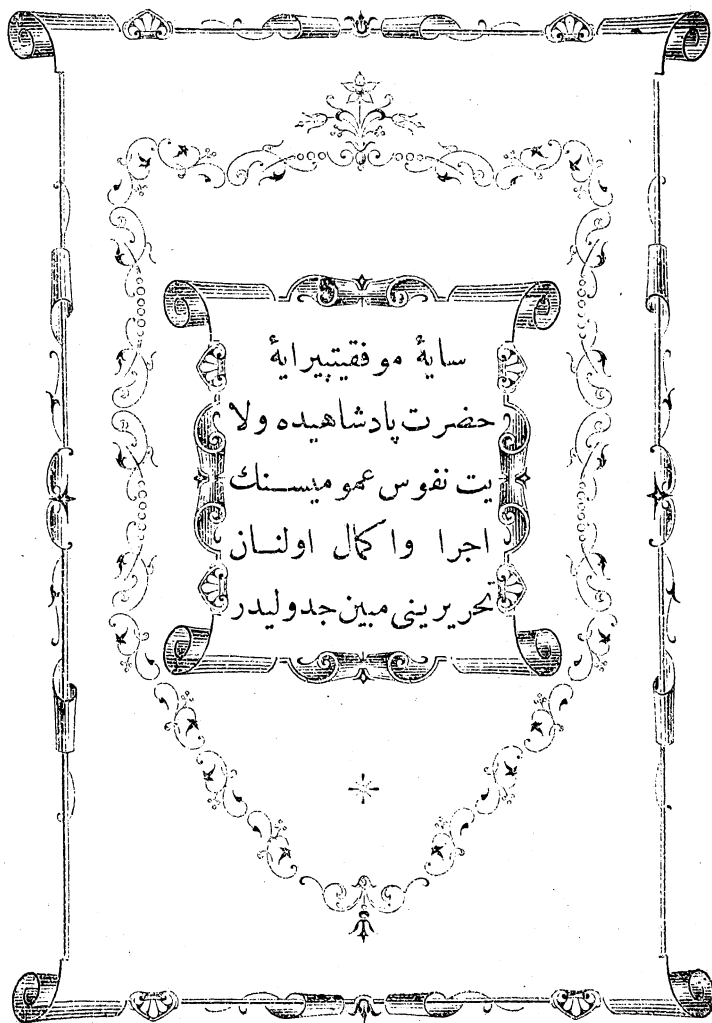 سایهٔ موفقیتپیرایهٔ
حضرت پادشاهیده ولا
یت نفوس عمومیسنك
اجرا واكمال اولنان
تحریرینی مبین جدولیدر